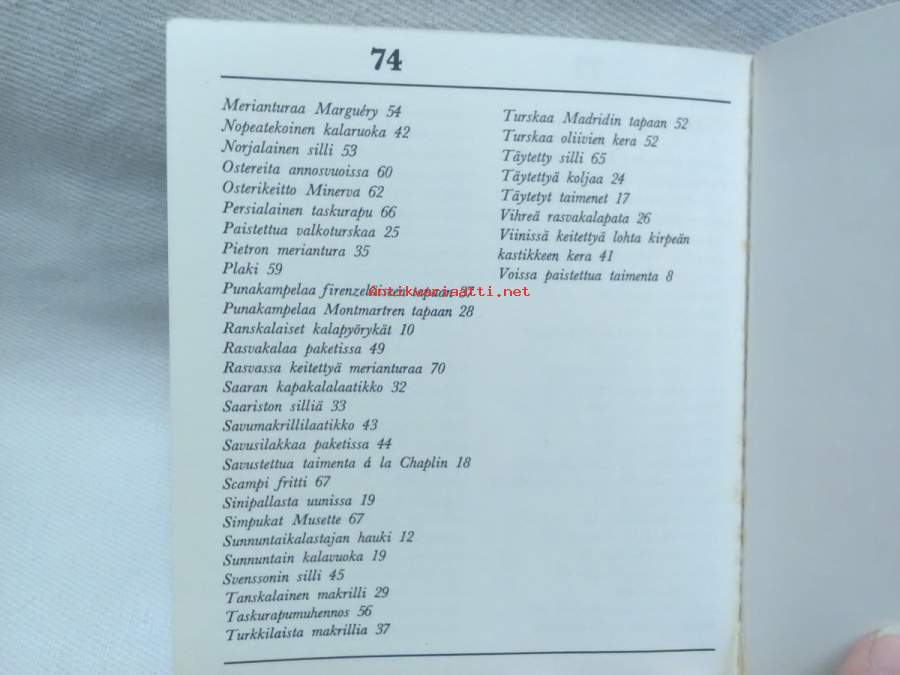 74
Merianturaa Marguéry 54
Nopeatekoinen kalaruoka 42
Norjalainen silli 53
Ostereita annosvuoissa 60
Osterikeitto Minerva 62
Persialainen taskurapu 66
Paistettua valkoturskaa 25
Pietron meriantura 35
Plaki 59
Punakampelaa firenzeläisten tapaan 37
Punakampelaa Montmartren tapaan 28
Ranskalaiset kalapyörykät 10
Rasvakalaa paketissa 49
Rasvassa keitettyä merianturaa 70
Saaran kapakalalaatikko 32
Saariston silliä 33
Savumakrillilaatikko 43
Savusilakkaa paketissa 44
Savustettua taimenta á la Chaplin 18
Scampi fritti 67
Sinipallasta uunissa 19
Simpukat Musette 67
Sunnuntaikalastajan hauki 12
Sunnuntain kalavuoka 19
Svenssonin silli 45
Tanskalainen makrilli 29
Taskurapumuhennos 56
Turkkilaista makrillia 37
Turskaa Madridin tapaan 52
Turskaa oliivien kera 52
Täytetty silli 65
Täytettyä koljaa 24
Täytetyt taimenet 17
Vihreä rasvakalapata 26
Viinissä keitettyä lohta kirpeän
kastikkeen kera 41
Voissa paistettua taimenta 8
Antikvariaatti.net